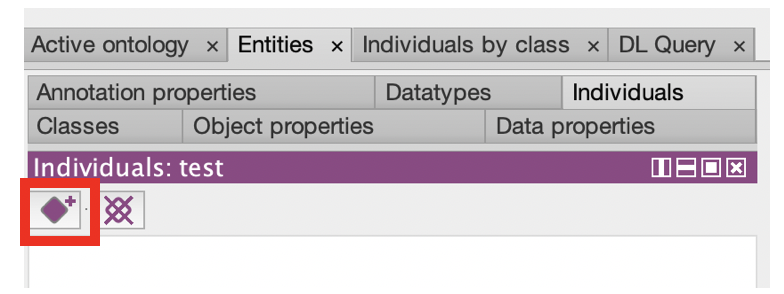 Active ontology × Entities × Individuals by class × DL Query ×
Annotation properties Datatypes Individuals
Classes Object properties Data properties
Individuals: test